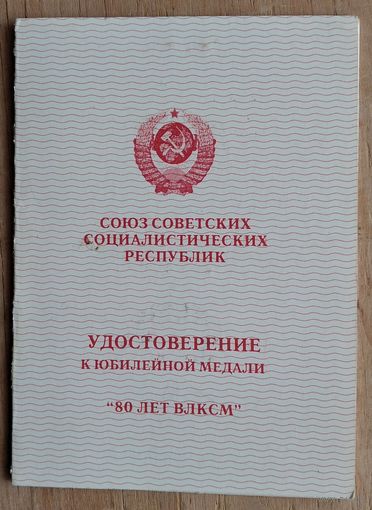 СОЮЗ СОВЕТСКИХ
СОЦИАЛИСТИЧЕСКИХ
РЕСПУБЛИК
УДОСТОВЕРЕНИЕ
К ЮБИЛЕЙНОЙ МЕДАЛИ
"80 ЛЕТ ВЛКСМ"